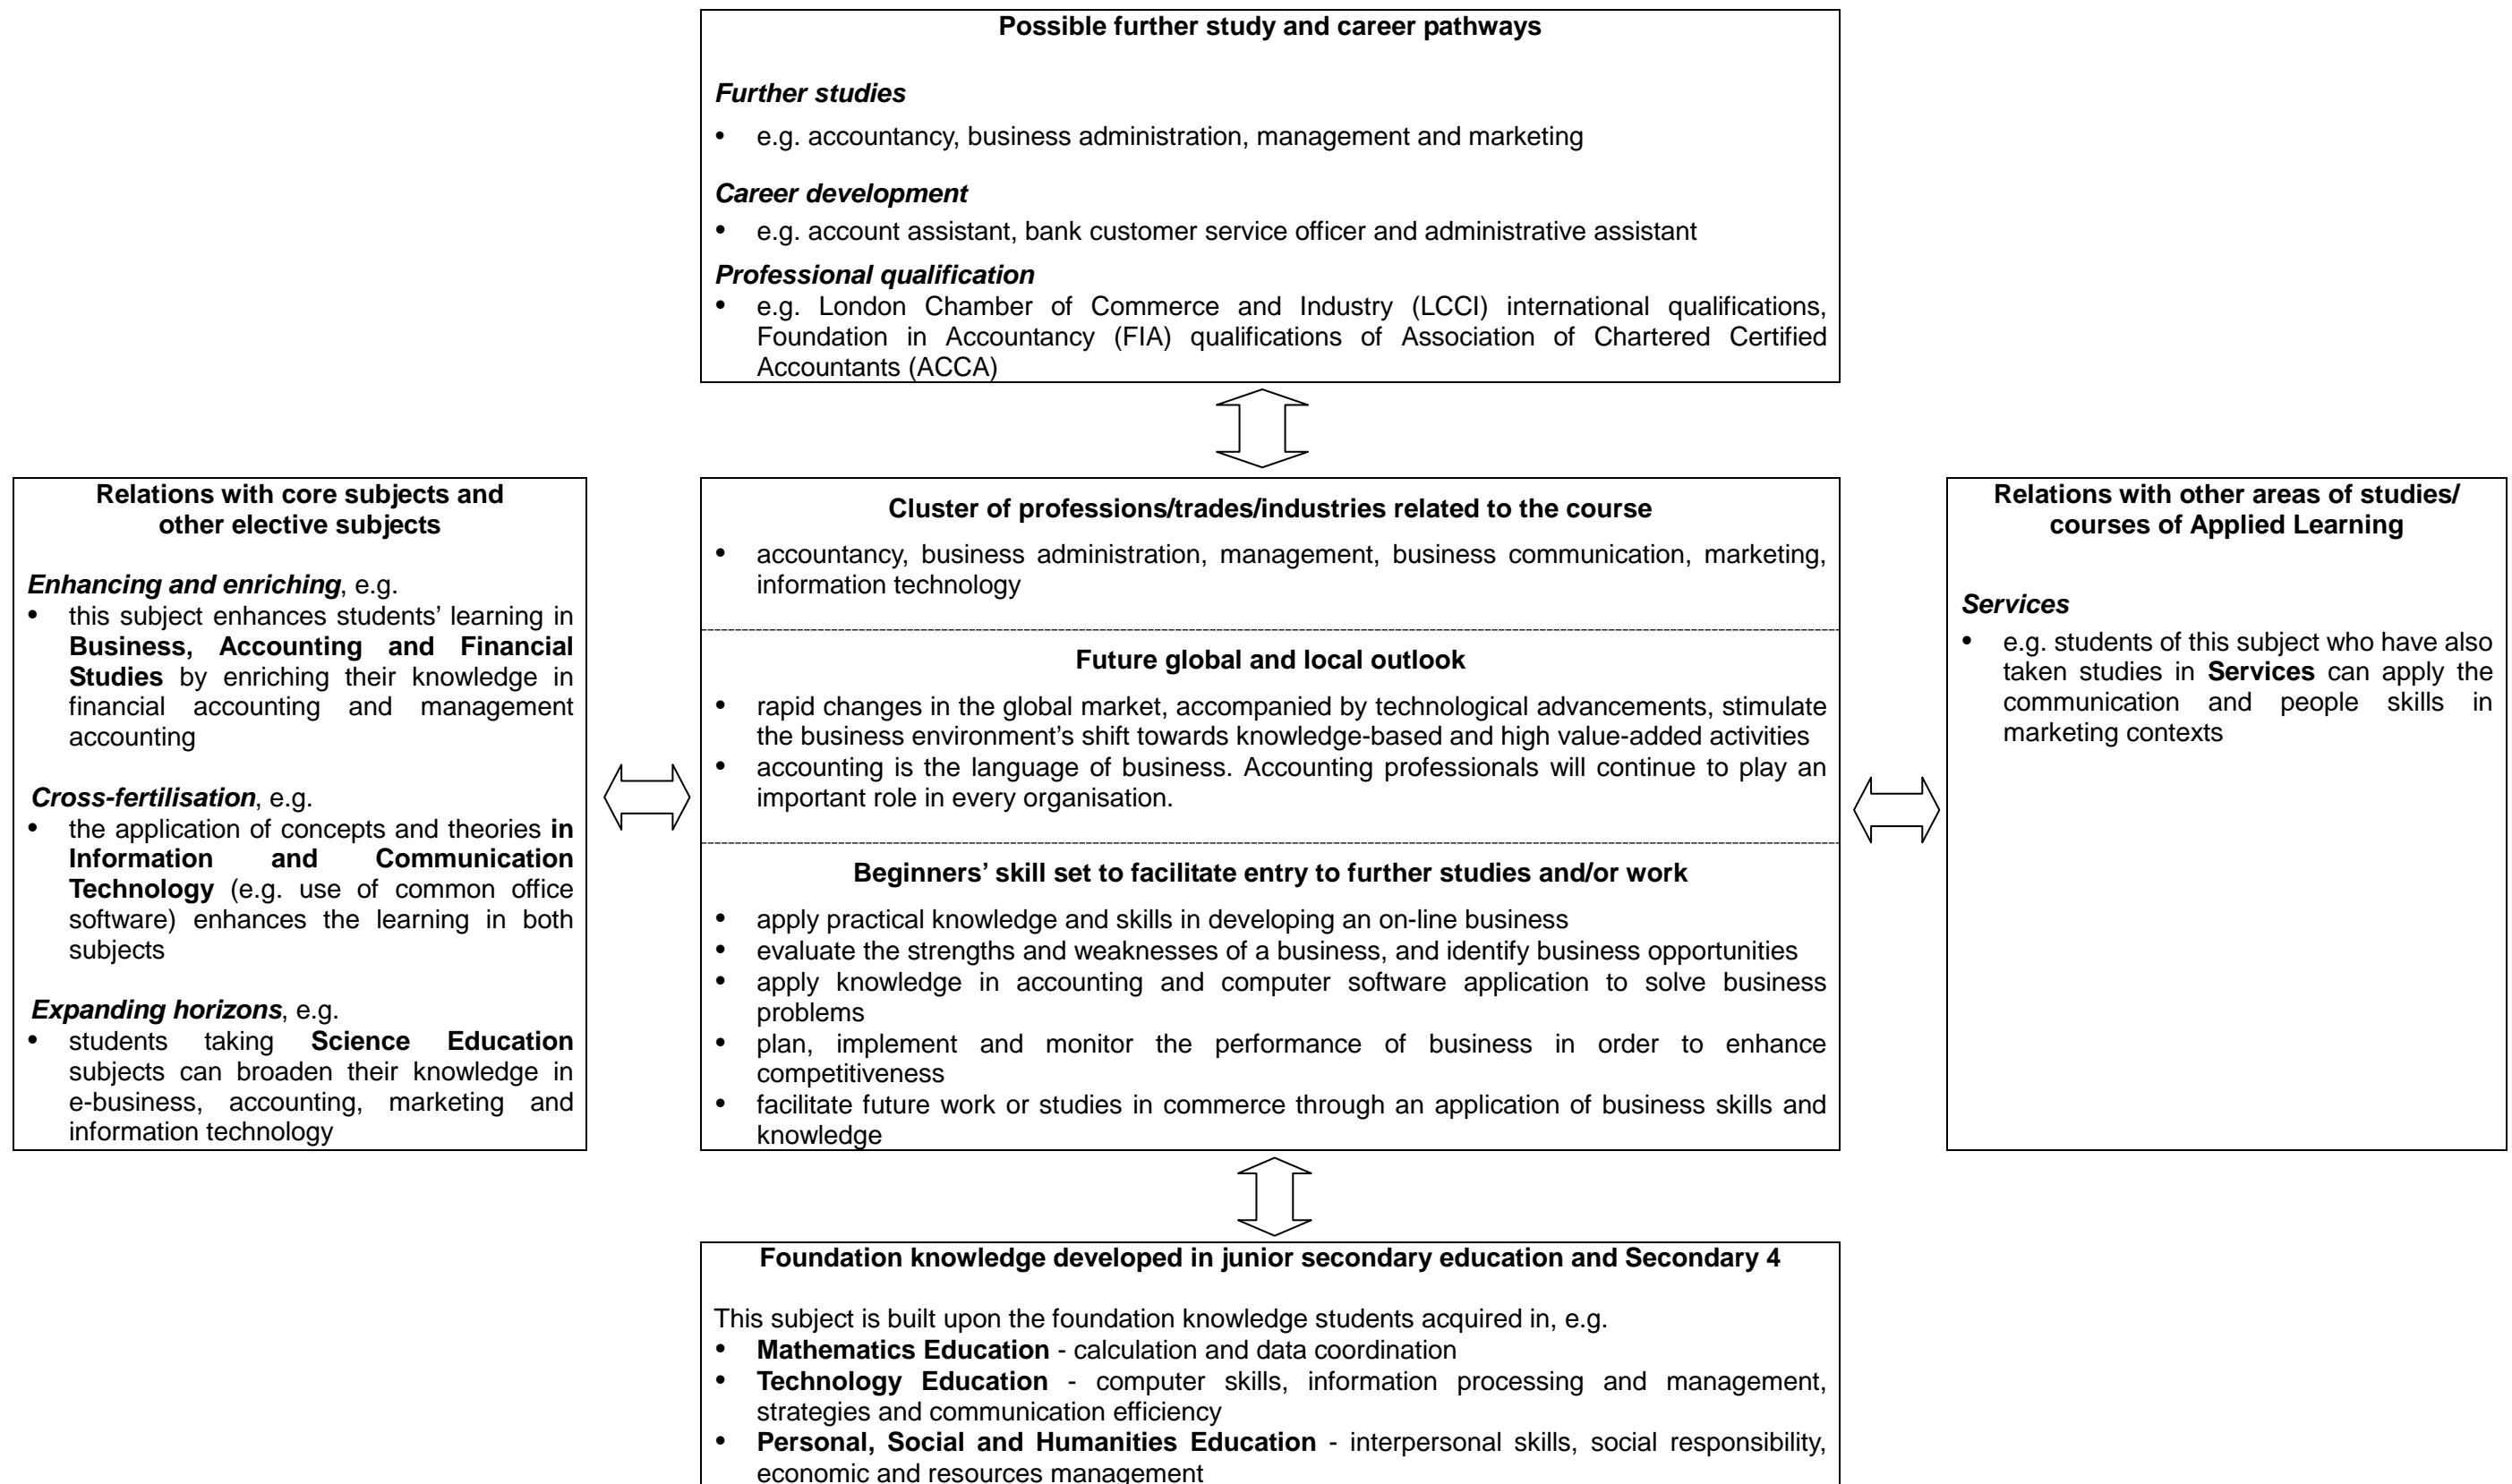 Possible further study and career pathways
Further studies
• e.g. accountancy, business administration, management and marketing
Career development
• e.g. account assistant, bank customer service officer and administrative assistant
Professional qualification
• e.g. London Chamber of Commerce and Industry (LCCI) international qualifications,
Foundation in Accountancy (FIA) qualifications of Association of Chartered Certified
Accountants (ACCA)
Relations with core subjects and
other elective subjects
Enhancing and enriching, e.g.
• this subject enhances students’ learning in
Business, Accounting and Financial
Studies by enriching their knowledge in
financial accounting and management
accounting
Cross-fertilisation, e.g.
• the application of concepts and theories in
Information and Communication
Technology (e.g. use of common office
software) enhances the learning in both
subjects
Expanding horizons, e.g.
• students taking Science Education
subjects can broaden their knowledge in
e-business, accounting, marketing and
information technology
Cluster of professions/trades/industries related to the course
• accountancy, business administration, management, business communication, marketing,
information technology
Future global and local outlook
• rapid changes in the global market, accompanied by technological advancements, stimulate
the business environment’s shift towards knowledge-based and high value-added activities
• accounting is the language of business. Accounting professionals will continue to play an
important role in every organisation.
Beginners’ skill set to facilitate entry to further studies and/or work
• apply practical knowledge and skills in developing an on-line business
• evaluate the strengths and weaknesses of a business, and identify business opportunities
• apply knowledge in accounting and computer software application to solve business
problems
• plan, implement and monitor the performance of business in order to enhance
competitiveness
• facilitate future work or studies in commerce through an application of business skills and
knowledge
Relations with other areas of studies/
courses of Applied Learning
Services
• e.g. students of this subject who have also
taken studies in Services can apply the
communication and people skills in
marketing contexts
Foundation knowledge developed in junior secondary education and Secondary 4
This subject is built upon the foundation knowledge students acquired in, e.g.
• Mathematics Education - calculation and data coordination
• Technology Education - computer skills, information processing and management,
strategies and communication efficiency
• Personal, Social and Humanities Education - interpersonal skills, social responsibility,
economic and resources management